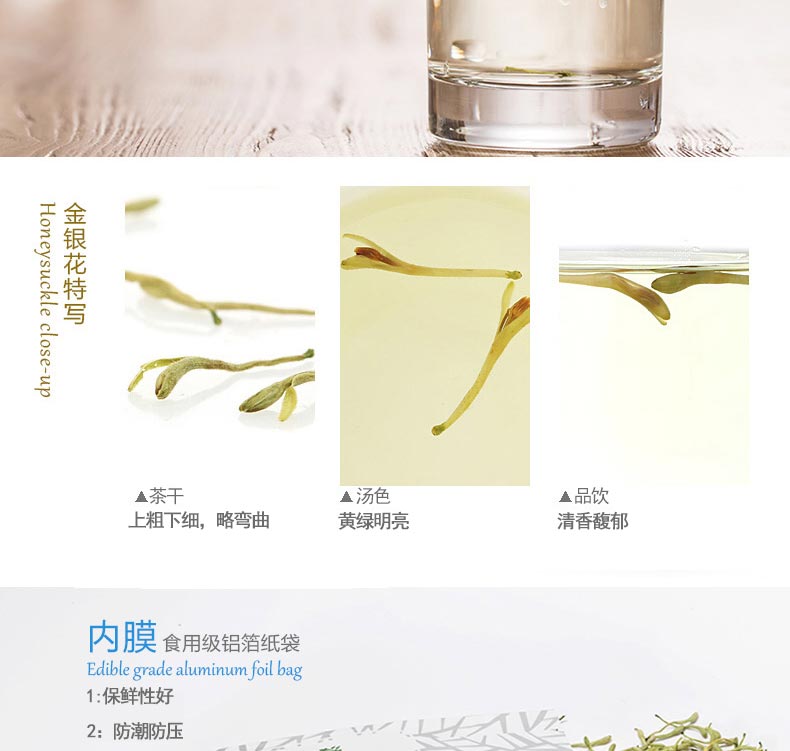 金银花特写
Honeysuckle close-up
▲茶干
上粗下细，略弯曲
▲汤色
黄绿明亮
▲品饮
清香馥郁
内膜 食用级铝箔纸袋
Edible grade aluminum foil bag
1:保鲜性好
2：防潮防压